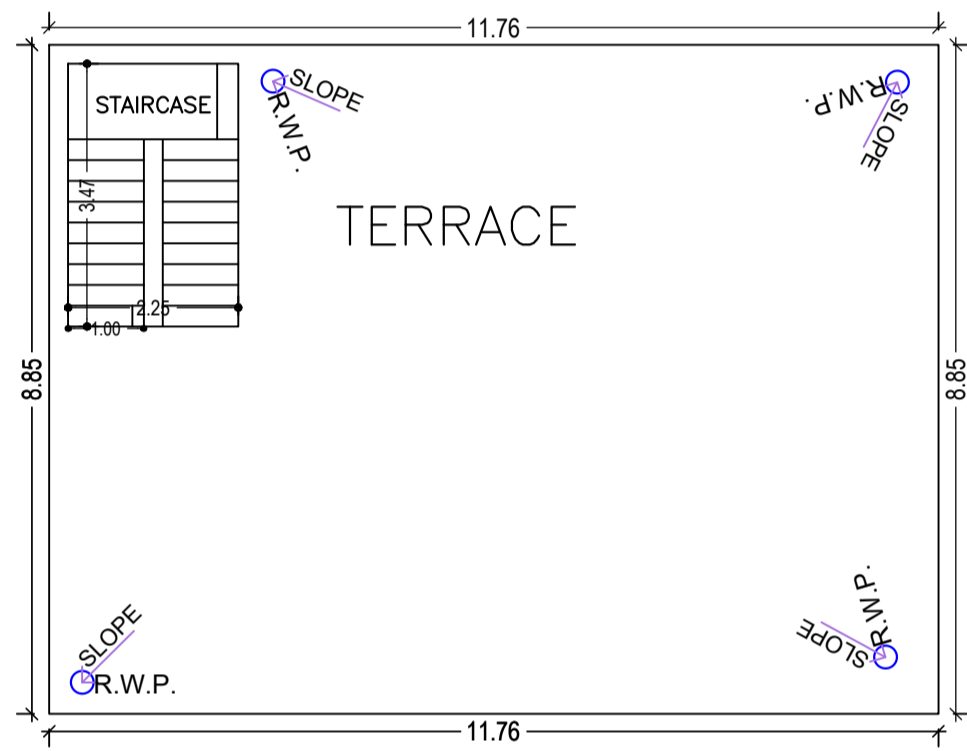 11.76
STAIRCASE
SLOPE
R.W.P.
R.W.P.
SLOPE
3.47
TERRACE
2.25
1.00
8.85
8.85
SLOPE
R.W.P.
R.W.P.
SLOPE
11.76